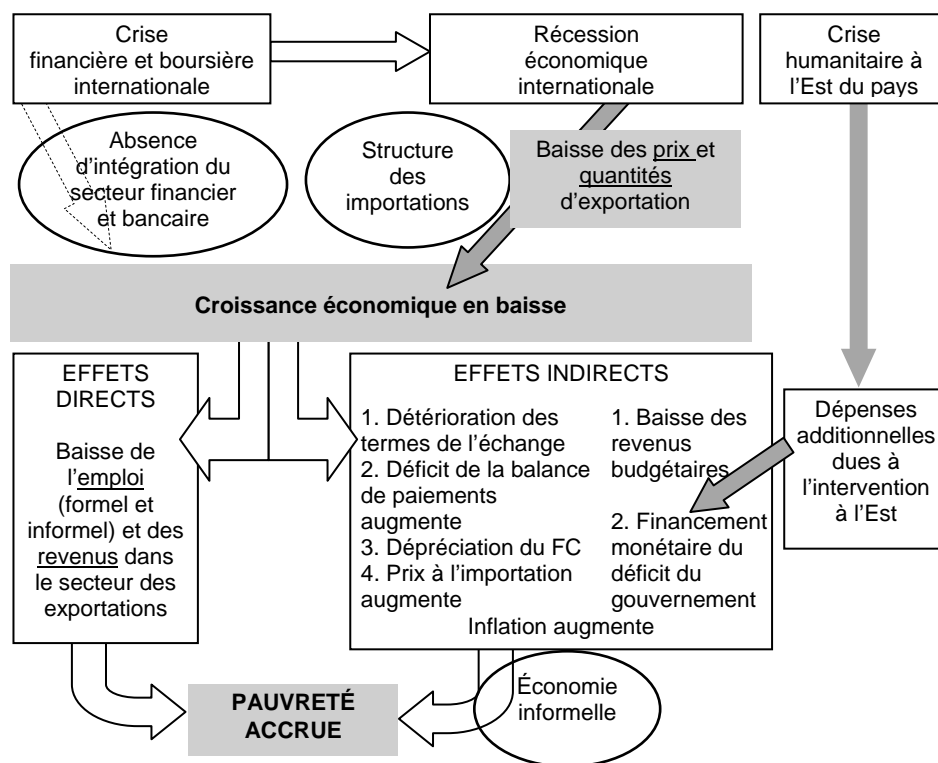 Crise
financière et boursière
internationale
Récession
économique
internationale
Crise
humanitaire à
l'Est du pays
Absence
d'intégration du
secteur financier
et bancaire
Structure
des
importations
Baisse des prix et
quantités
d'exportation
Croissance économique en baisse
EFFETS
DIRECTS
Baisse de
l'emploi
(formel et
informel) et des
revenus dans
le secteur des
exportations
EFFETS INDIRECTS
1. Détérioration des
termes de l'échange
2. Déficit de la balance
de paiements
augmente
3. Dépréciation du FC
4. Prix à l'importation
augmente
1. Baisse des
revenus
budgétaires
2. Financement
monétaire du
déficit du
gouvernement
Inflation augmente
Dépenses
additionnelles
dues à
l'intervention
à l'Est
PAUVRETÉ
ACCRUE
Économie
informelle